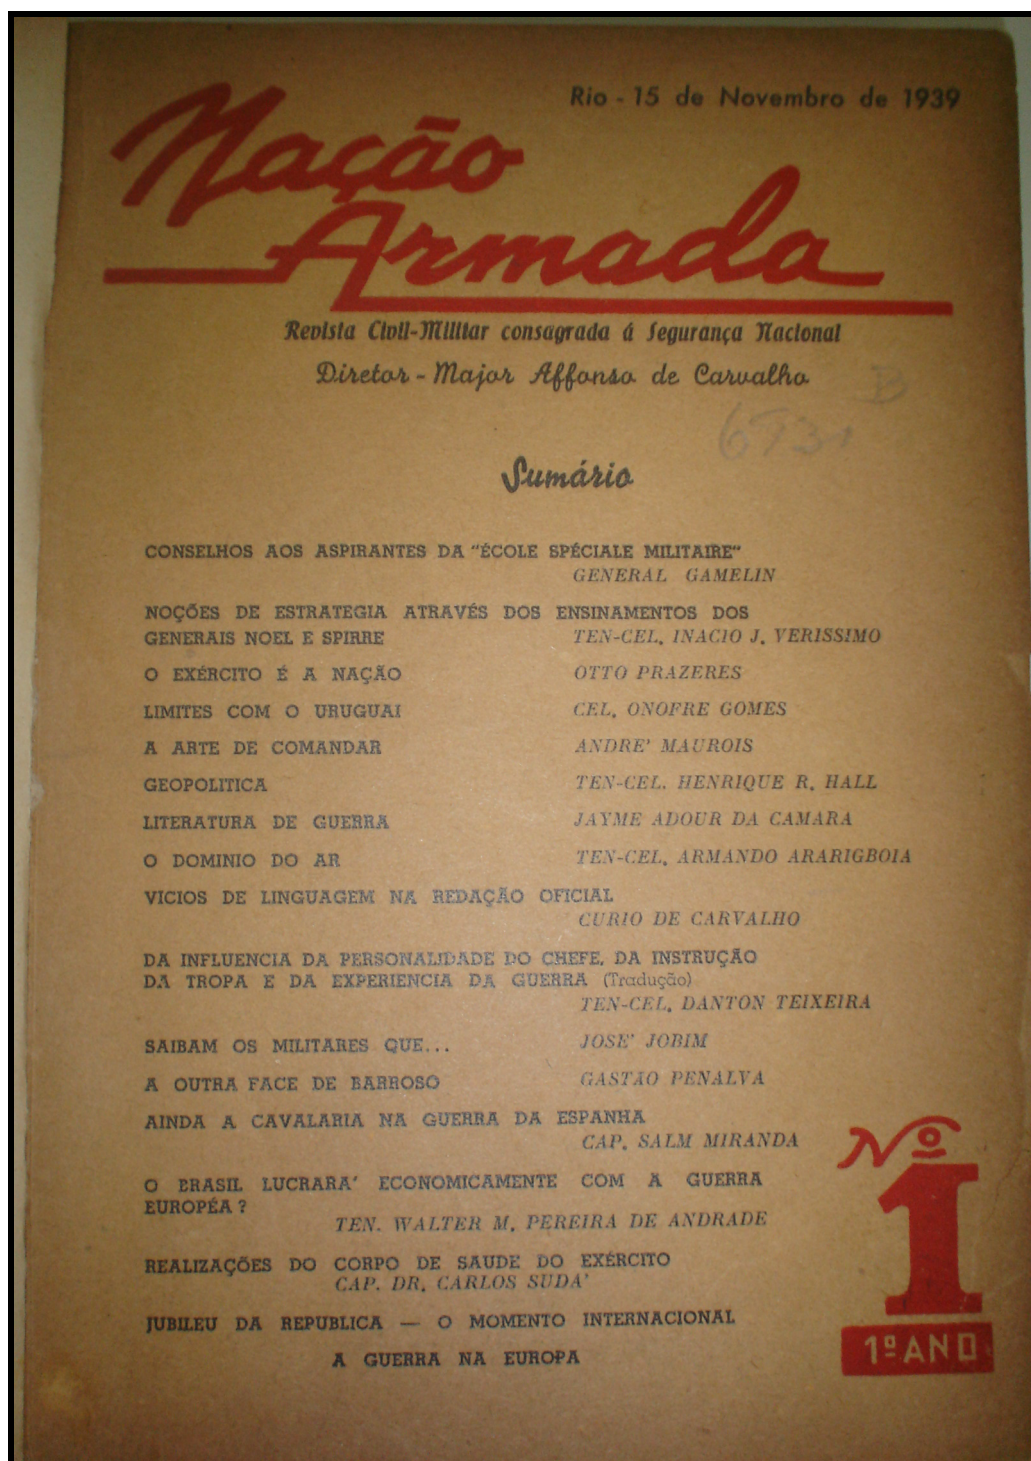 Rio - 15 de Novembro de 1939
Nação
Armada
Revista Civil-Militar consagrada á Segurança Nacional
Diretor - Major Affonso de Carvalho
B
Sumário
CONSELHOS AOS ASPIRANTES DA "ÉCOLE SPÉCIALE MILITAIRE"
GENERAL GAMELIN
NOÇÕES DE ESTRATEGIA ATRAVÉS DOS ENSINAMENTOS DOS
GENERAIS NOEL E SPIRRE TEN-CEL. INACIO J. VERISSIMO
O EXÉRCITO É A NAÇÃO OTTO PRAZERES
LIMITES COM O URUGUAI CEL. ONOFRE GOMES
A ARTE DE COMANDAR ANDRE' MAUROIS
GEOPOLITICA TEN-CEL. HENRIQUE R. HALL
LITERATURA DE GUERRA JAYME ADOUR DA CAMARA
O DOMINIO DO AR TEN-CEL. ARMANDO ARARIGBOIA
VICIOS DE LINGUAGEM NA REDAÇÃO OFICIAL
CURIO DE CARVALHO
DA INFLUENCIA DA PERSONALIDADE DO CHEFE, DA INSTRUÇÃO
DA TROPA E DA EXPERIENCIA DA GUERRA (Tradução)
TEN-CEL. DANTON TEIXEIRA
SAIBAM OS MILITARES QUE... JOSE' JOBIM
A OUTRA FACE DE BARROSO GASTÃO PENALVA
AINDA A CAVALARIA NA GUERRA DA ESPANHA
CAP. SALM MIRANDA
O BRASIL LUCRARA' ECONOMICAMENTE COM A GUERRA
EUROPÉA ?
TEN. WALTER M. PEREIRA DE ANDRADE
REALIZAÇÕES DO CORPO DE SAUDE DO EXÉRCITO
CAP. DR. CARLOS SUDA'
JUBILEU DA REPUBLICA — O MOMENTO INTERNACIONAL
A GUERRA NA EUROPA
Nº
1
1º ANO